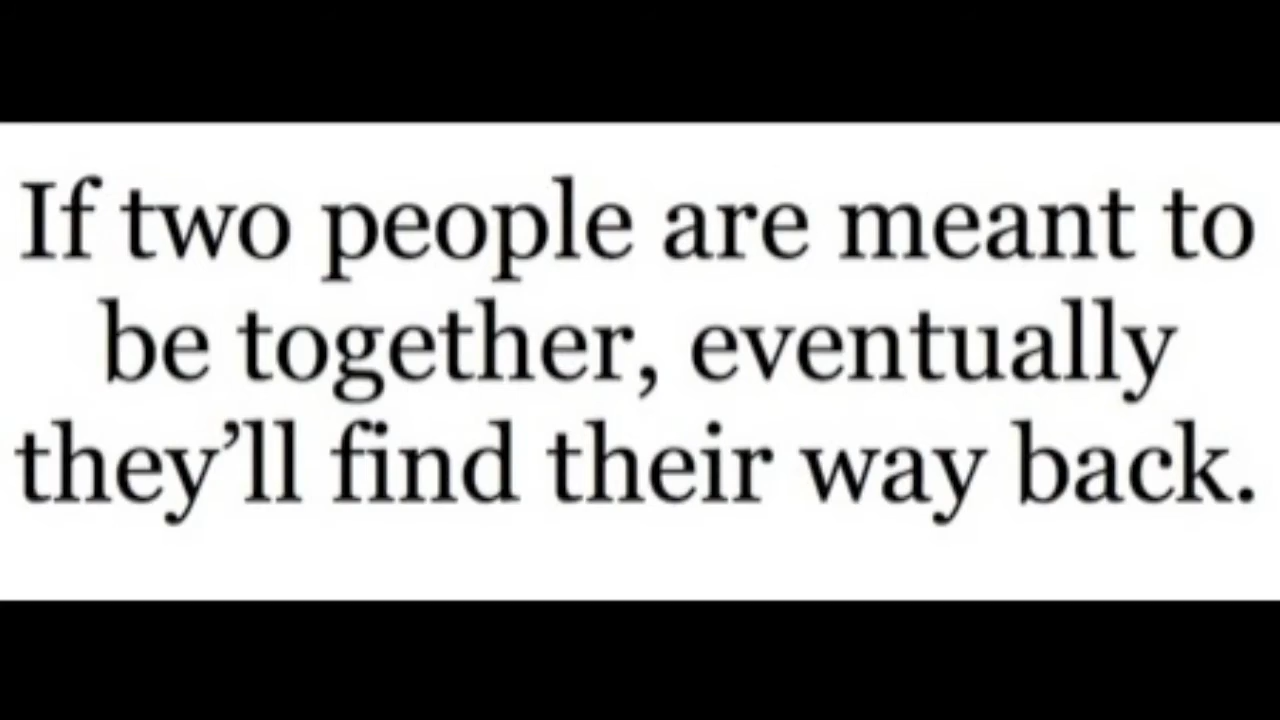 If two people are meant to
be together, eventually
they’ll find their way back.